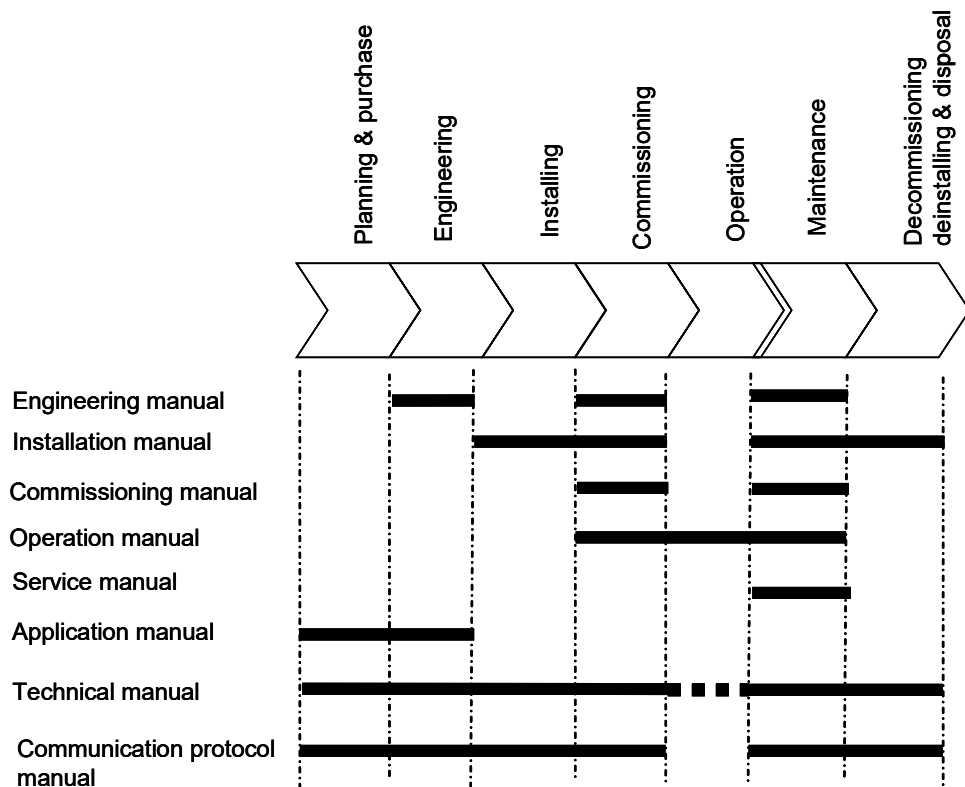 Planning & purchase
Engineering
Installing
Commissioning
Operation
Maintenance
Decommissioning
deinstalling & disposal
Engineering manual
Installation manual
Commissioning manual
Operation manual
Service manual
Application manual
Technical manual
Communication protocol
manual